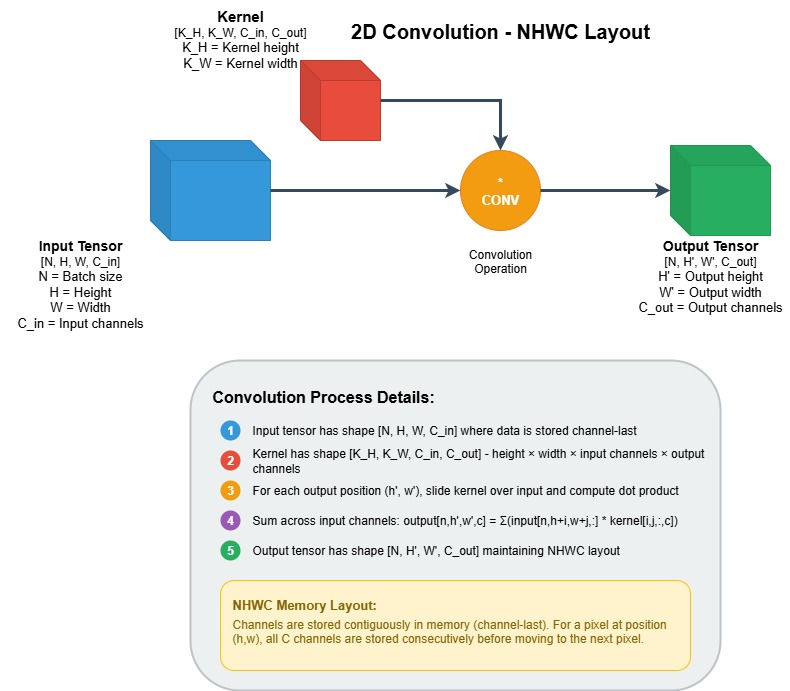 Kernel
[K_H, K_W, C_in, C_out]
K_H = Kernel height
K_W = Kernel width
2D Convolution - NHWC Layout
*
CONV
Convolution
Operation
Input Tensor
[N, H, W, C_in]
N = Batch size
H = Height
W = Width
C_in = Input channels
Output Tensor
[N, H', W', C_out]
H' = Output height
W' = Output width
C_out = Output channels
Convolution Process Details:
1 Input tensor has shape [N, H, W, C_in] where data is stored channel-last
2 Kernel has shape [K_H, K_W, C_in, C_out] - height × width × input channels × output
channels
3 For each output position (h', w'), slide kernel over input and compute dot product
4 Sum across input channels: output[n,h',w',c] = Σ(input[n,h+i,w+j,:] * kernel[i,j,:,c])
5 Output tensor has shape [N, H', W', C_out] maintaining NHWC layout
NHWC Memory Layout:
Channels are stored contiguously in memory (channel-last). For a pixel at position
(h,w), all C channels are stored consecutively before moving to the next pixel.